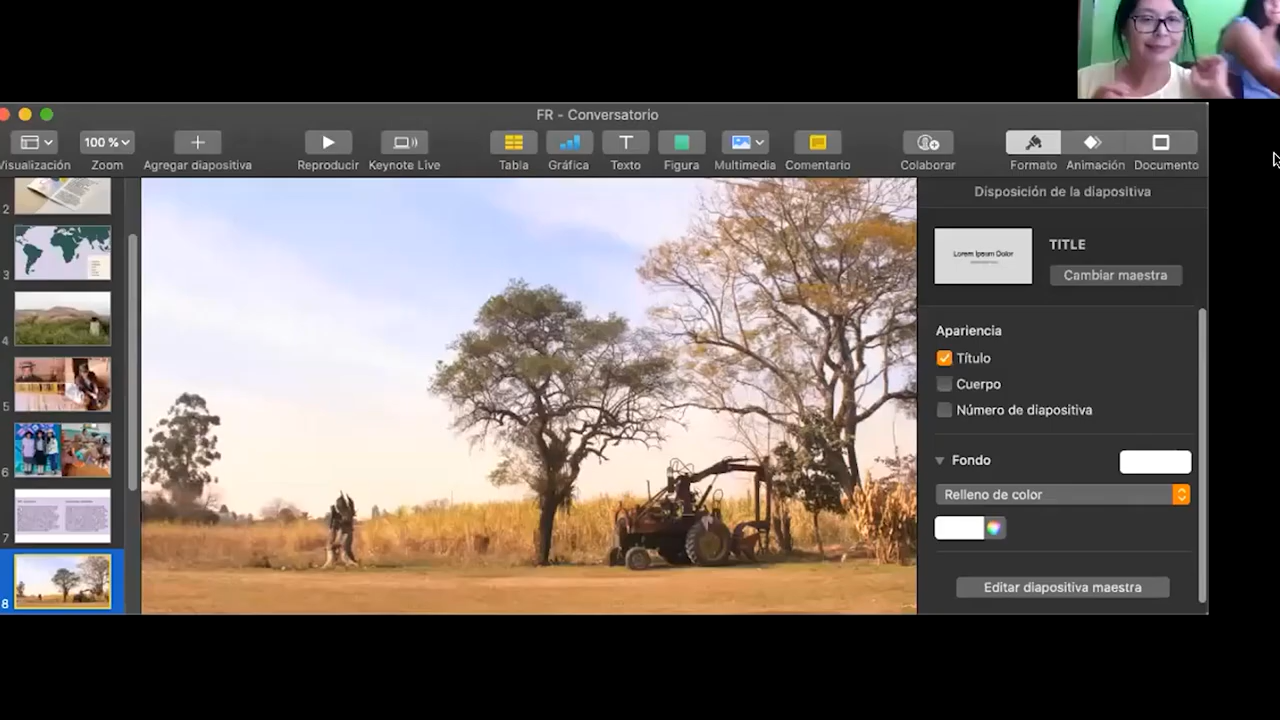 FR - Conversatorio
100 %
Visualización
Zoom
Agregar diapositiva
Reproducir
Keynote Live
Tabla
Gráfica
Texto
Figura
Multimedia
Comentario
Colaborar
Formato
Animación
Documento
2
3
4
5
6
7
8
Disposición de la diapositiva
Lorem Ipsum Dolor
TITLE
Cambiar maestra
Apariencia
Título
Cuerpo
Número de diapositiva
Fondo
Relleno de color
Editar diapositiva maestra